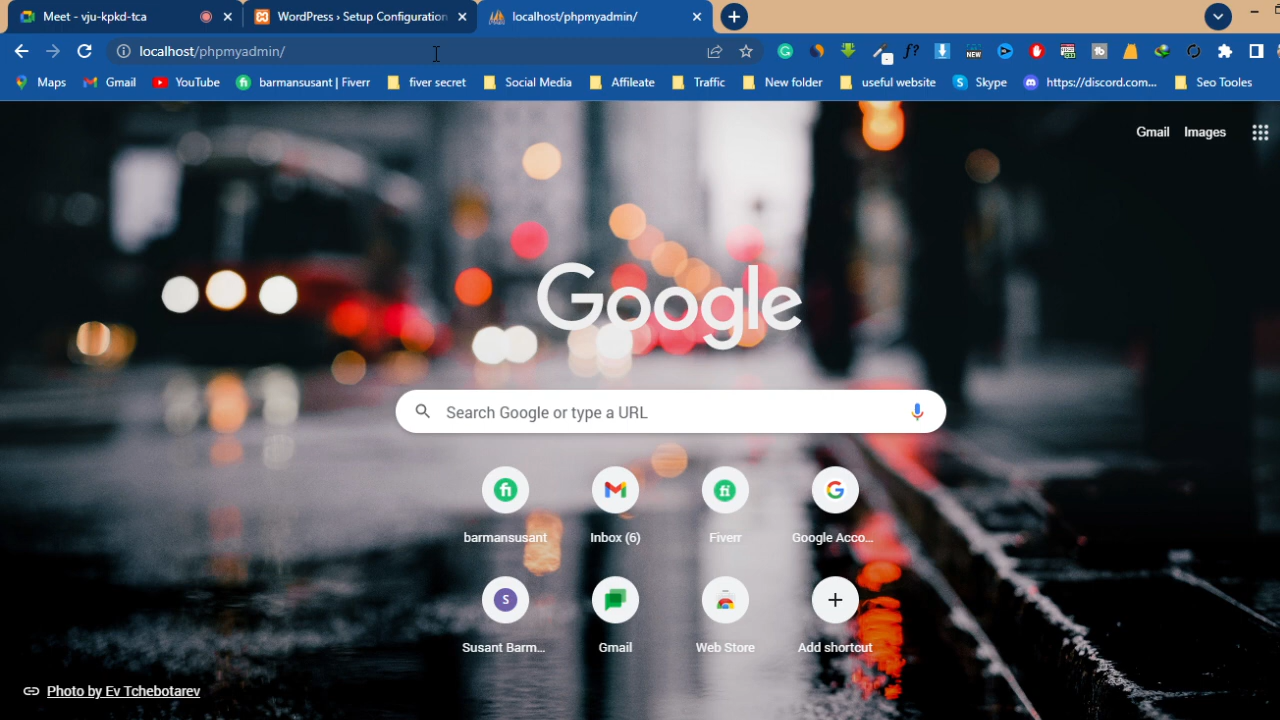 Meet - vju-kpkd-tca
WordPress › Setup Configuration
localhost/phpmyadmin/
localhost/phpmyadmin/
f?
NEW
Maps
Gmail
YouTube
barmansusant | Fiverr
fiver secret
Social Media
Affileate
Traffic
New folder
useful website
Skype
https://discord.com...
Seo Tooles
Gmail
Images
Google
Search Google or type a URL
barmansusant
Inbox (6)
Fiverr
Google Acco...
S
Susant Barm...
Gmail
Web Store
Add shortcut
Photo by Ev Tchebotarev